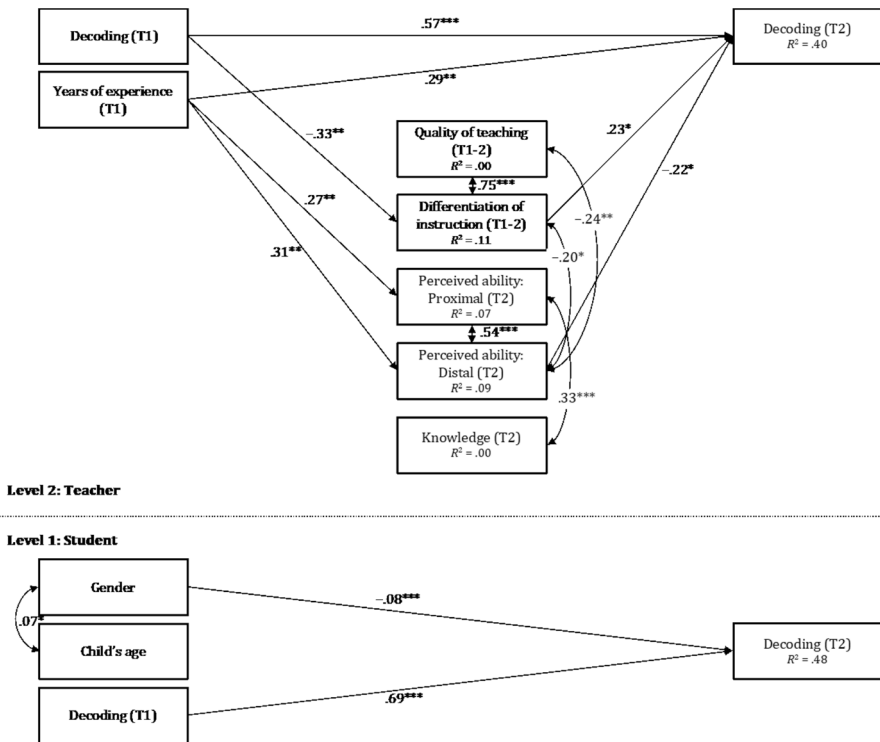 Decoding (T1)
.57***
Decoding (T2)
R² = .40
Years of experience
(T1)
.29**
−.33**
Quality of teaching
(T1-2)
R² = .00
.23*
−.22*
.75***
.27**
Differentiation of
instruction (T1-2)
R² = .11
−.24**
.31**
−.20*
Perceived ability:
Proximal (T2)
R² = .07
.54***
Perceived ability:
Distal (T2)
R² = .09
.33***
Knowledge (T2)
R² = .00
Level 2: Teacher
Level 1: Student
Gender
−.08***
.07*
Child's age
Decoding (T2)
R² = .48
Decoding (T1)
.69***